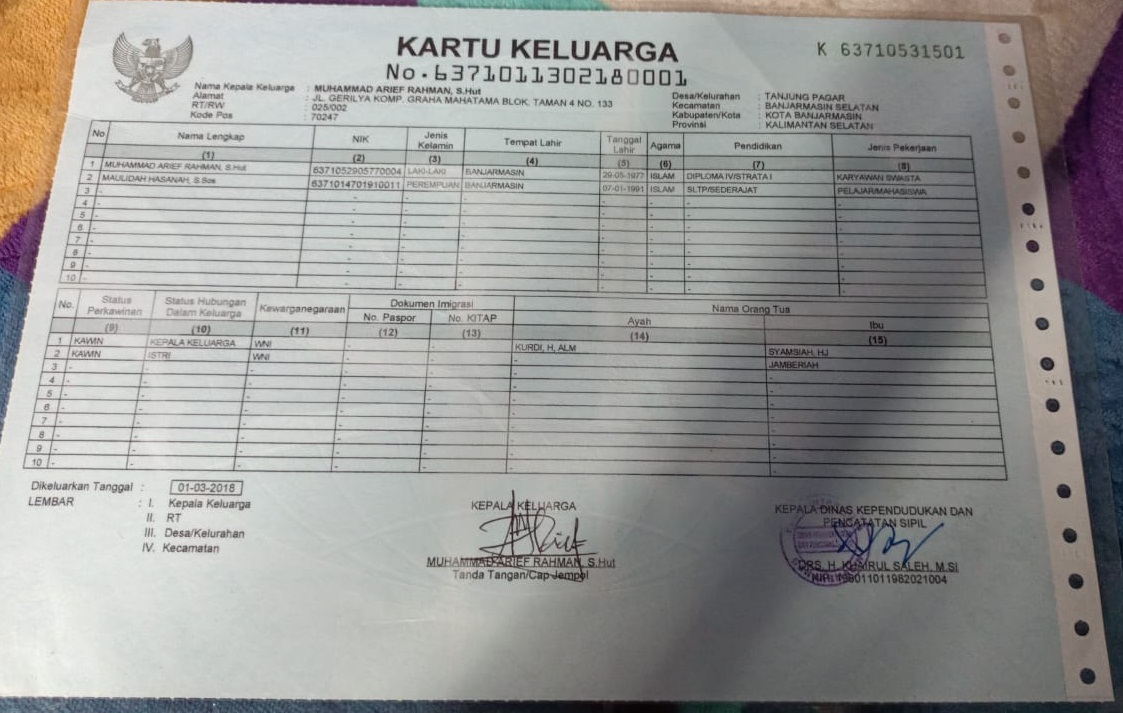 KARTU KELUARGA
No. 6371011302180001
K 63710531501
Nama Kepala Keluarga : MUHAMMAD ARIEF RAHMAN, S.Hut
Alamat : JL. GERILYA KOMP. GRAHA MAHATAMA BLOK. TAMAN 4 NO. 133
RT/RW : 025/002
Kode Pos : 70247
Desa/Kelurahan : TANJUNG PAGAR
Kecamatan : BANJARMASIN SELATAN
Kabupaten/Kota : KOTA BANJARMASIN
Provinsi : KALIMANTAN SELATAN
No Nama Lengkap NIK Jenis Kelamin Tempat Lahir Tanggal Lahir Agama Pendidikan Jenis Pekerjaan
(1) (2) (3) (4) (5) (6) (7) (8)
1 MUHAMMAD ARIEF RAHMAN, S.Hut 6371052905770004 LAKI-LAKI BANJARMASIN 29-05-1977 ISLAM DIPLOMA IV/STRATA I KARYAWAN SWASTA
2 MAULIDAH HASANAH, S.Sos 6371014701910011 PEREMPUAN BANJARMASIN 07-01-1991 ISLAM SLTP/SEDERAJAT PELAJAR/MAHASISWA
3 - - - - - - - -
4 - - - - - - - -
5 - - - - - - - -
6 - - - - - - - -
7 - - - - - - - -
8 - - - - - - - -
9 - - - - - - - -
10 - - - - - - - -
No. Status Perkawinan Status Hubungan Dalam Keluarga Kewarganegaraan Dokumen Imigrasi Nama Orang Tua
No. Paspor No. KITAP Ayah Ibu
(9) (10) (11) (12) (13) (14) (15)
1 KAWIN KEPALA KELUARGA WNI - - KURDI, H, ALM SYAMSIAH, HJ
2 KAWIN ISTRI WNI - - JAMBERIAH
3 - - - - - - -
4 - - - - - - -
5 - - - - - - -
6 - - - - - - -
7 - - - - - - -
8 - - - - - - -
9 - - - - - - -
10 - - - - - - -
Dikeluarkan Tanggal : 01-03-2018
LEMBAR : I. Kepala Keluarga
II. RT
III. Desa/Kelurahan
IV. Kecamatan
KEPALA KELUARGA
MUHAMMAD ARIEF RAHMAN, S.Hut
Tanda Tangan/Cap Jempol
KEPALA DINAS KEPENDUDUKAN DAN
PENCATATAN SIPIL
DRS. H. KHAIRUL SALEH, M.SI